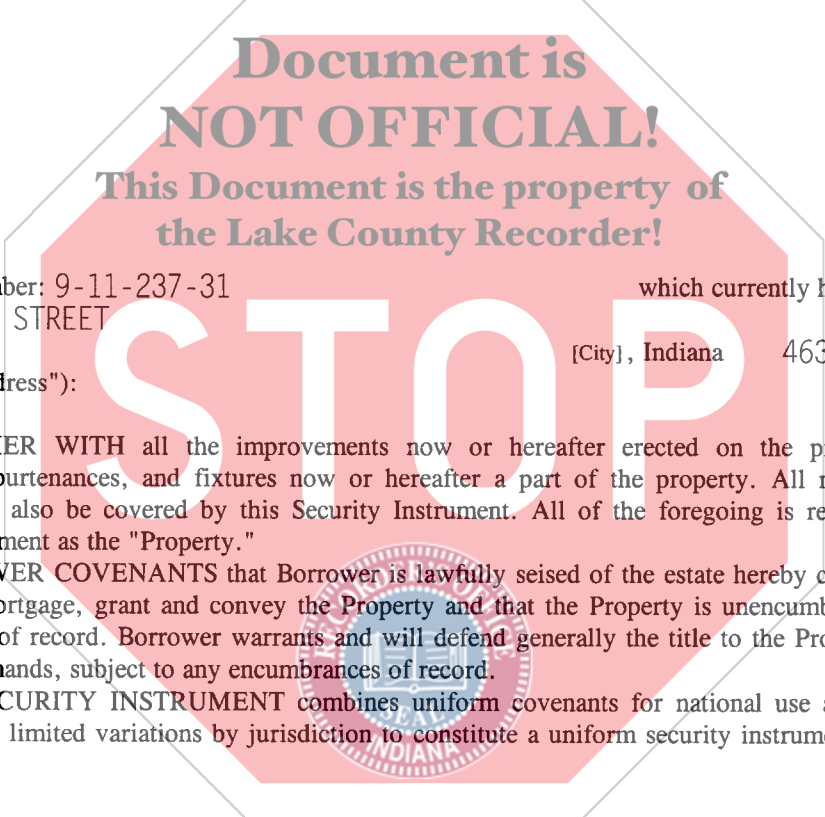 Document is
NOT OFFICIAL!
This Document is the property of
the Lake County Recorder!
ber: 9-11-237-31 which currently h
STREET
STOP
[City], Indiana 463
dress"):
ER WITH all the improvements now or hereafter erected on the p
purtenances, and fixtures now or hereafter a part of the property. All r
also be covered by this Security Instrument. All of the foregoing is re
ment as the "Property."
VER COVENANTS that Borrower is lawfully seised of the estate hereby c
ortgage, grant and convey the Property and that the Property is unencumb
of record. Borrower warrants and will defend generally the title to the Pro
ands, subject to any encumbrances of record.
CURITY INSTRUMENT combines uniform covenants for national use a
limited variations by jurisdiction to constitute a uniform security instrume
SEAL
INDIANA